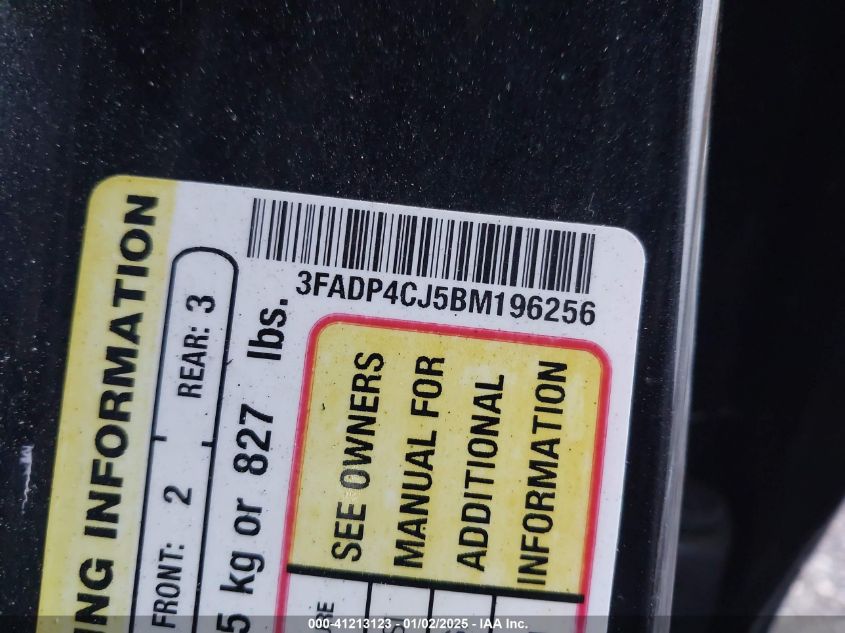 3FADP4CJ5BM196256
ING INFORMATION
FRONT: 2 REAR: 3
5 kg or 827 lbs.
SEE OWNERS
MANUAL FOR
ADDITIONAL
INFORMATION
000-41213123 - 01/02/2025 - © IAA, Inc.